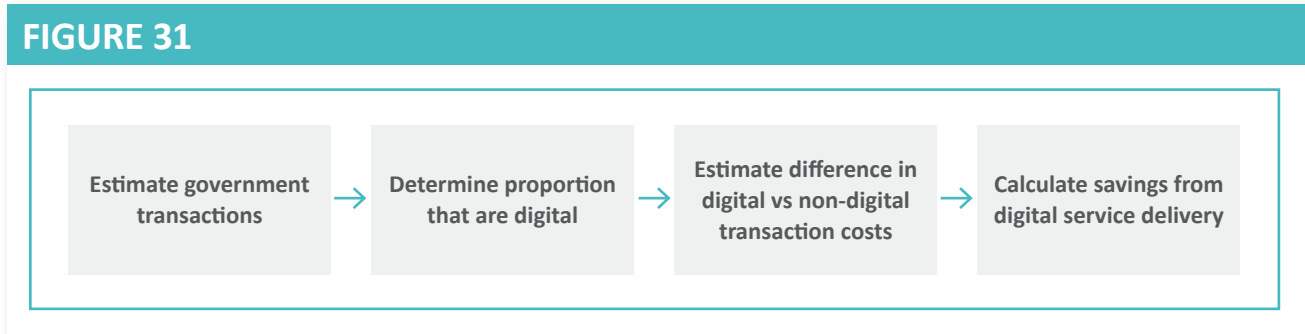 FIGURE 31
Estimate government
transactions
Determine proportion
that are digital
Estimate difference in
digital vs non-digital
transaction costs
Calculate savings from
digital service delivery